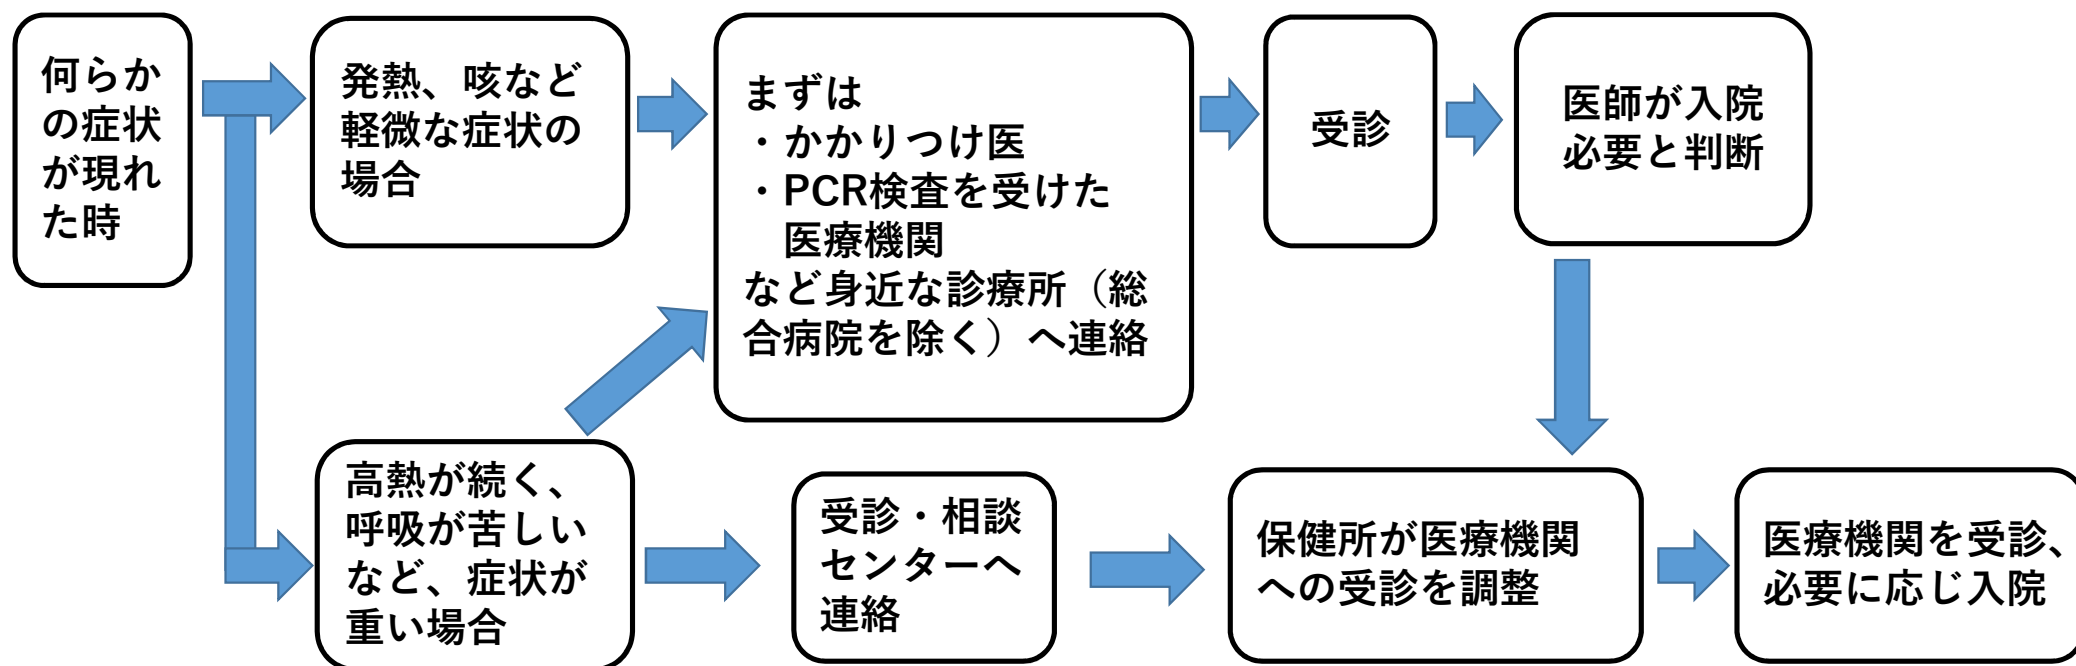 何らか
の症状
が現れ
た時
発熱、咳など
軽微な症状の
場合
まずは
・かかりつけ医
・PCR検査を受けた
医療機関
など身近な診療所（総
合病院を除く）へ連絡
受診
医師が入院
必要と判断
高熱が続く、
呼吸が苦しい
など、症状が
重い場合
受診・相談
センターへ
連絡
保健所が医療機関
への受診を調整
医療機関を受診、
必要に応じ入院